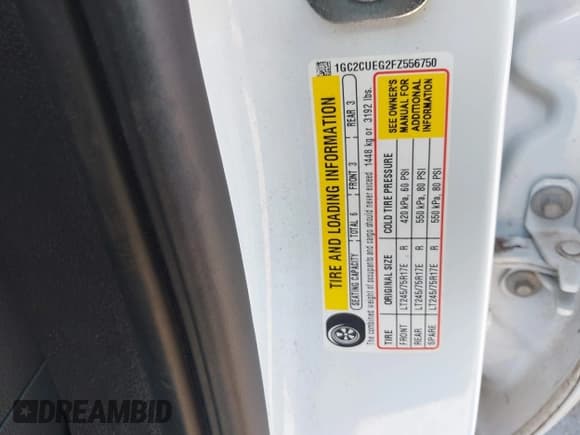 1GC2CUEG2FZ556750
TIRE AND LOADING INFORMATION
SEATING CAPACITY TOTAL 6 FRONT 3 REAR 3
The combined weight of occupants and cargo should never exceed 1448 kg or 3192 lbs.
TIRE ORIGINAL SIZE COLD TIRE PRESSURE
FRONT LT245/75R17E R 420 kPa, 60 PSI
REAR LT245/75R17E R 550 kPa, 80 PSI
SPARE LT245/75R17E R 550 kPa, 80 PSI
SEE OWNER'S
MANUAL FOR
ADDITIONAL
INFORMATION
DREAMBID